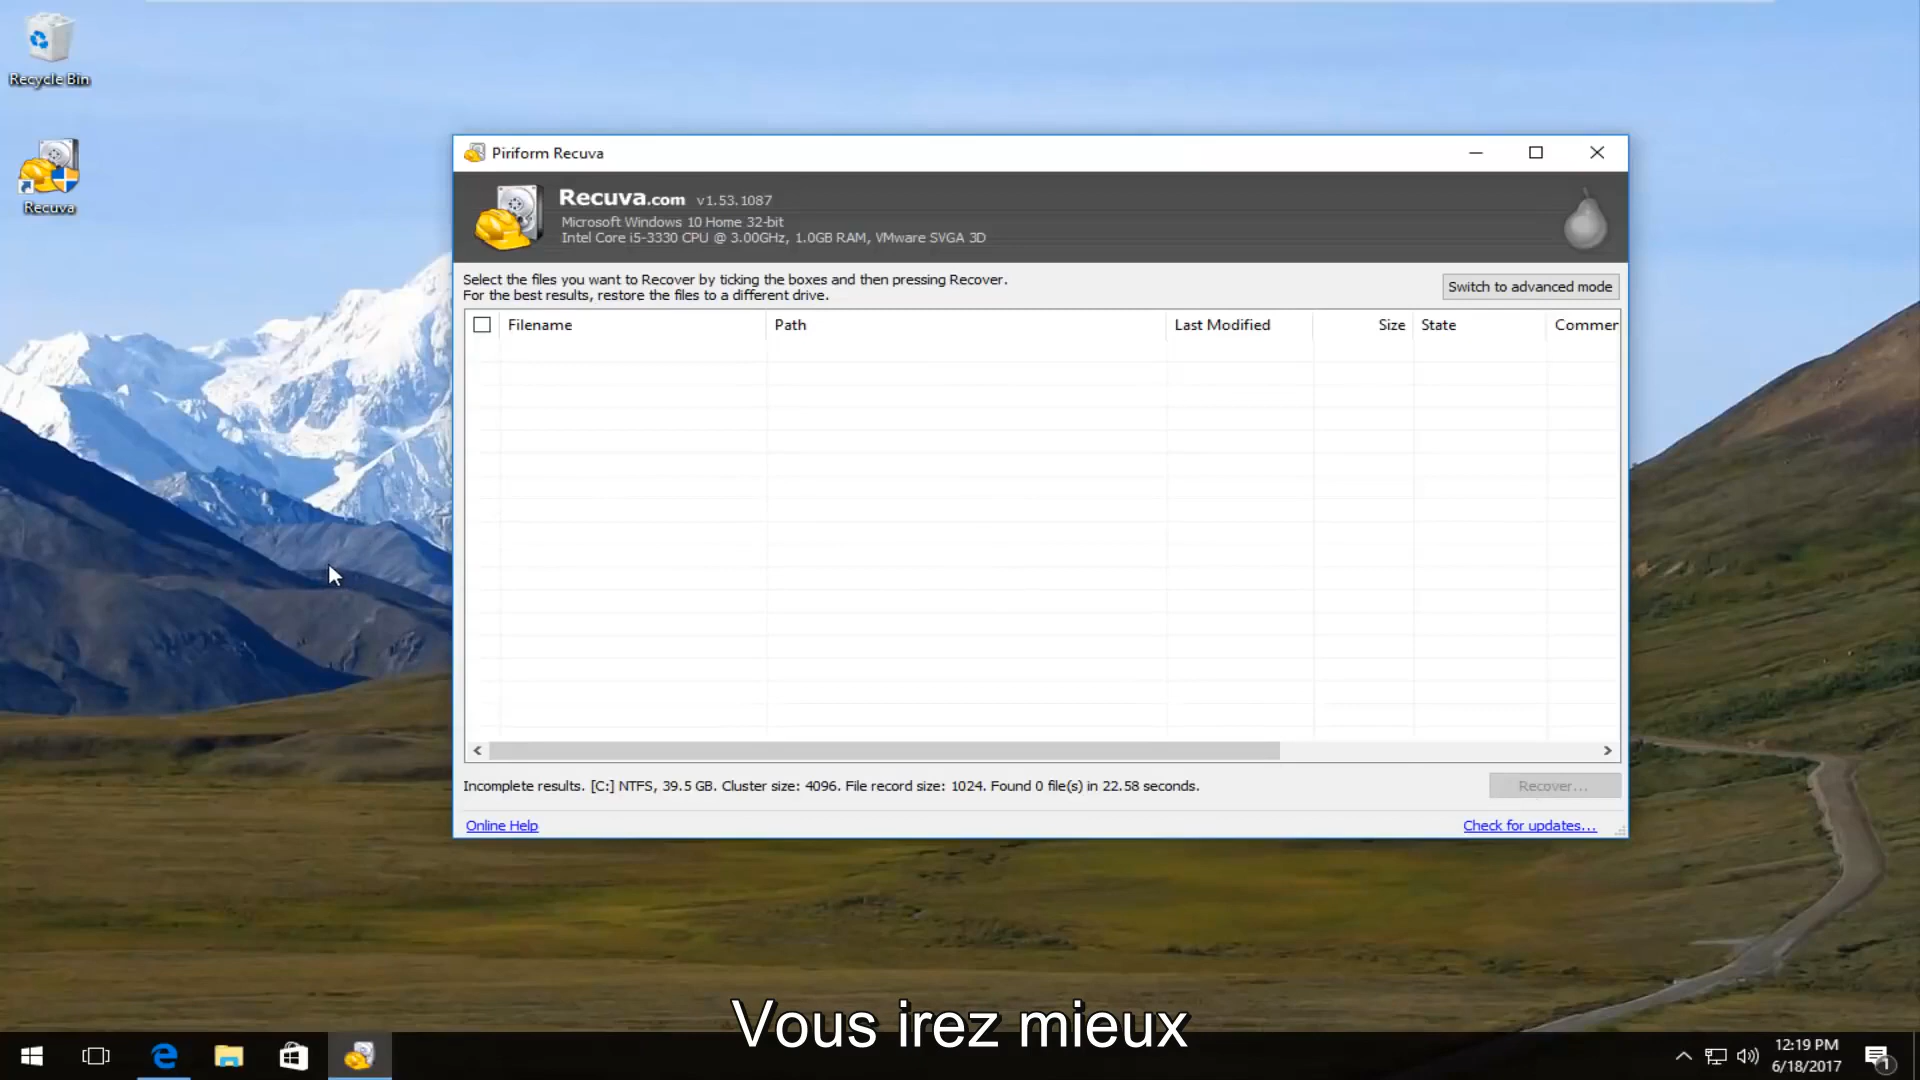 Recycle Bin
Recuva
Piriform Recuva
Recuva.com v1.53.1087
Microsoft Windows 10 Home 32-bit
Intel Core i5-3330 CPU @ 3.00GHz, 1.0GB RAM, VMware SVGA 3D
Select the files you want to Recover by ticking the boxes and then pressing Recover.
For the best results, restore the files to a different drive.
Switch to advanced mode
Filename Path Last Modified Size State Commer
Incomplete results. [C:] NTFS, 39.5 GB. Cluster size: 4096. File record size: 1024. Found 0 file(s) in 22.58 seconds.
Recover...
Online Help
Check for updates...
Vous irez mieux
12:19 PM
6/18/2017
1